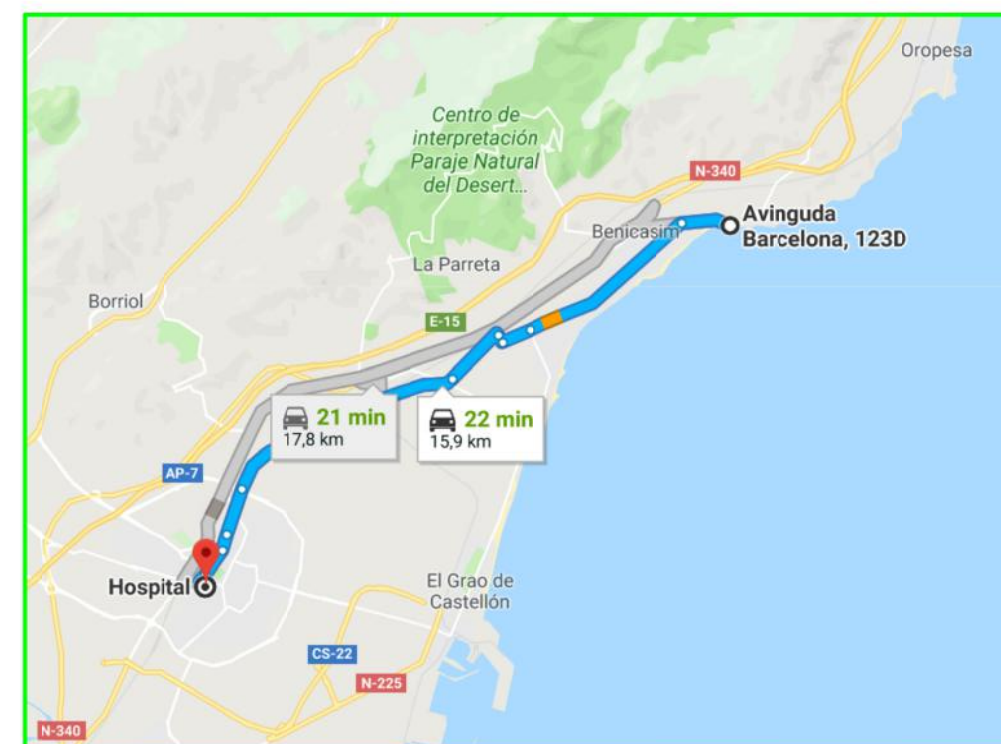 Oropesa
Centro de
interpretación
Paraje Natural
del Desert...
N-340
Avinguda
Barcelona, 123D
Benicasim
La Parreta
Borriol
E-15
21 min
17,8 km
22 min
15,9 km
AP-7
Hospital
El Grao de
Castellón
CS-22
N-225
N-340